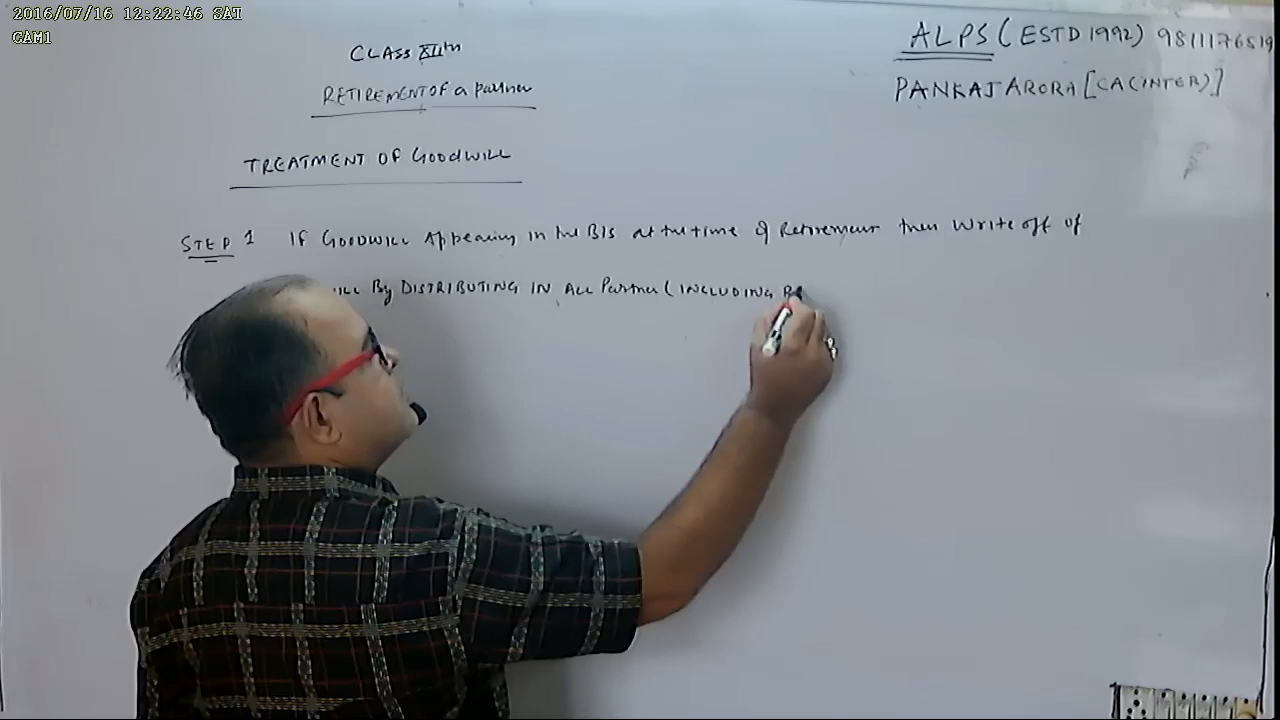 2016/07/16 12:22:46 SAT
CAM1
CLASS XIIth
RETIREMENT OF a Partner
ALPS (ESTD 1992) 9811176519
PANKAJ ARORA [CA(INTER)]
TREATMENT OF GOODWILL
STEP 1 IF GOODWILL Appearing in the B/S at the time of Retirement then Write off of
ILL By DISTRIBUTING IN ALL Partner (INCLUDING